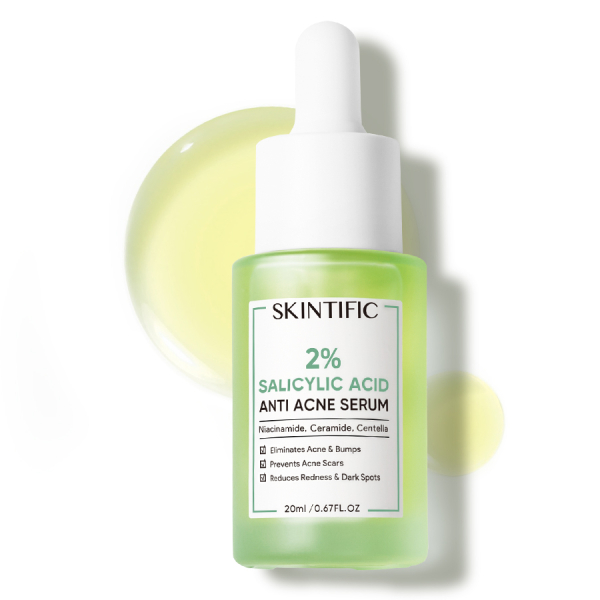 SKINTIFIC
2%
SALICYLIC ACID
ANTI ACNE SERUM
Niacinamide. Ceramide. Centella
Eliminates Acne & Bumps
Prevents Acne Scars
Reduces Redness & Dark Spots
20ml /0.67FL.OZ